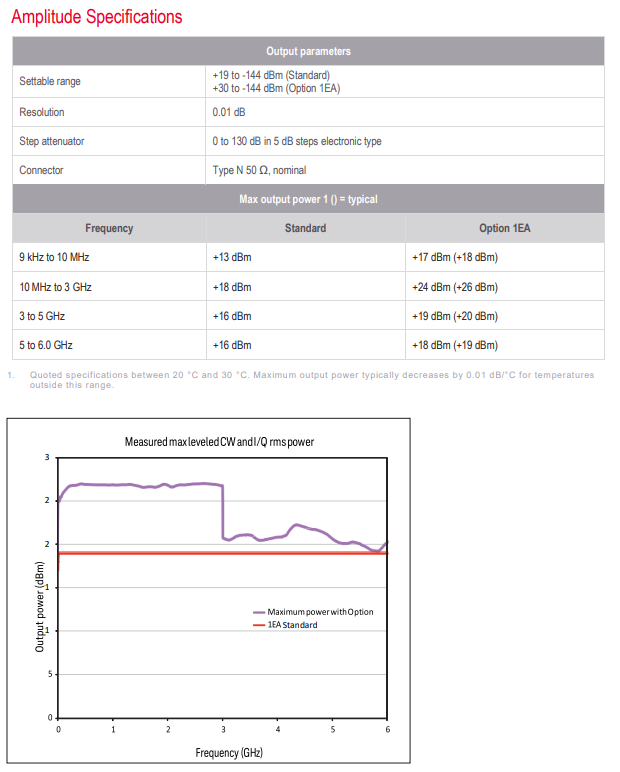 Amplitude Specifications
Output parameters
Settable range
+19 to -144 dBm (Standard)
+30 to -144 dBm (Option 1EA)
Resolution
0.01 dB
Step attenuator
0 to 130 dB in 5 dB steps electronic type
Connector
Type N 50 Ω, nominal
Max output power 1 () = typical
Frequency Standard Option 1EA
9 kHz to 10 MHz +13 dBm +17 dBm (+18 dBm)
10 MHz to 3 GHz +18 dBm +24 dBm (+26 dBm)
3 to 5 GHz +16 dBm +19 dBm (+20 dBm)
5 to 6.0 GHz +16 dBm +18 dBm (+19 dBm)
1. Quoted specifications between 20 °C and 30 °C. Maximum output power typically decreases by 0.01 dB/°C for temperatures
outside this range.
Measured max leveled CW and I/Q rms power
3
2
2
1
1
5
0
Output power (dBm)
Maximum power with Option
1EA Standard
0 1 2 3 4 5 6
Frequency (GHz)